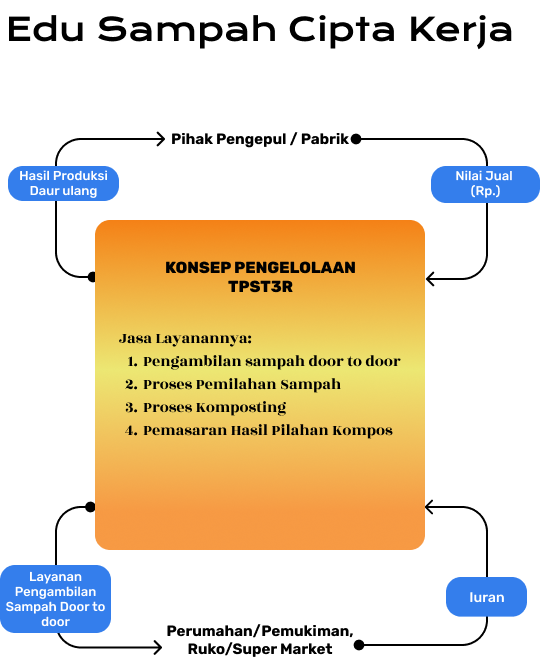 Edu Sampah Cipta Kerja
Pihak Pengepul / Pabrik
Hasil Produksi
Daur ulang
Nilai Jual
(Rp.)
KONSEP PENGELOLAAN
TPST3R
Jasa Layanannya:
1. Pengambilan sampah door to door
2. Proses Pemilahan Sampah
3. Proses Komposting
4. Pemasaran Hasil Pilahan Kompos
Layanan
Pengambilan
Sampah Door to
door
Iuran
Perumahan/Pemukiman,
Ruko/Super Market